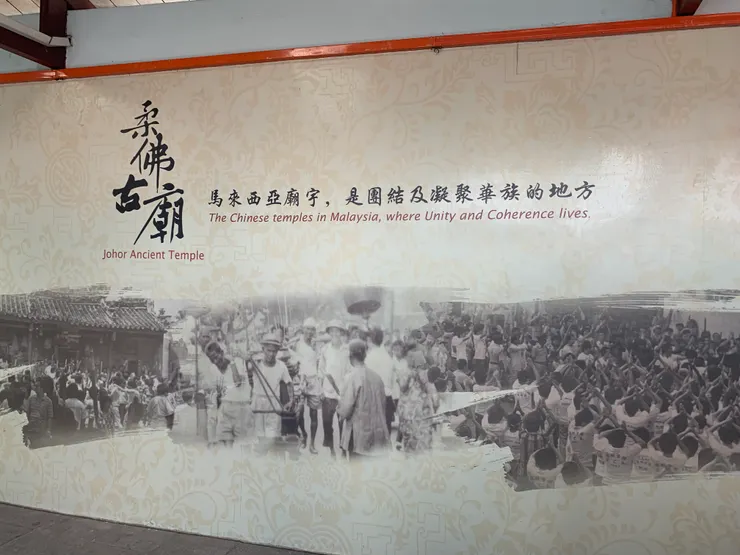 柔佛古廟
Johor Ancient Temple
馬來西亞廟宇，是團結及凝聚華族的地方
The Chinese temples in Malaysia, where Unity and Coherence lives.